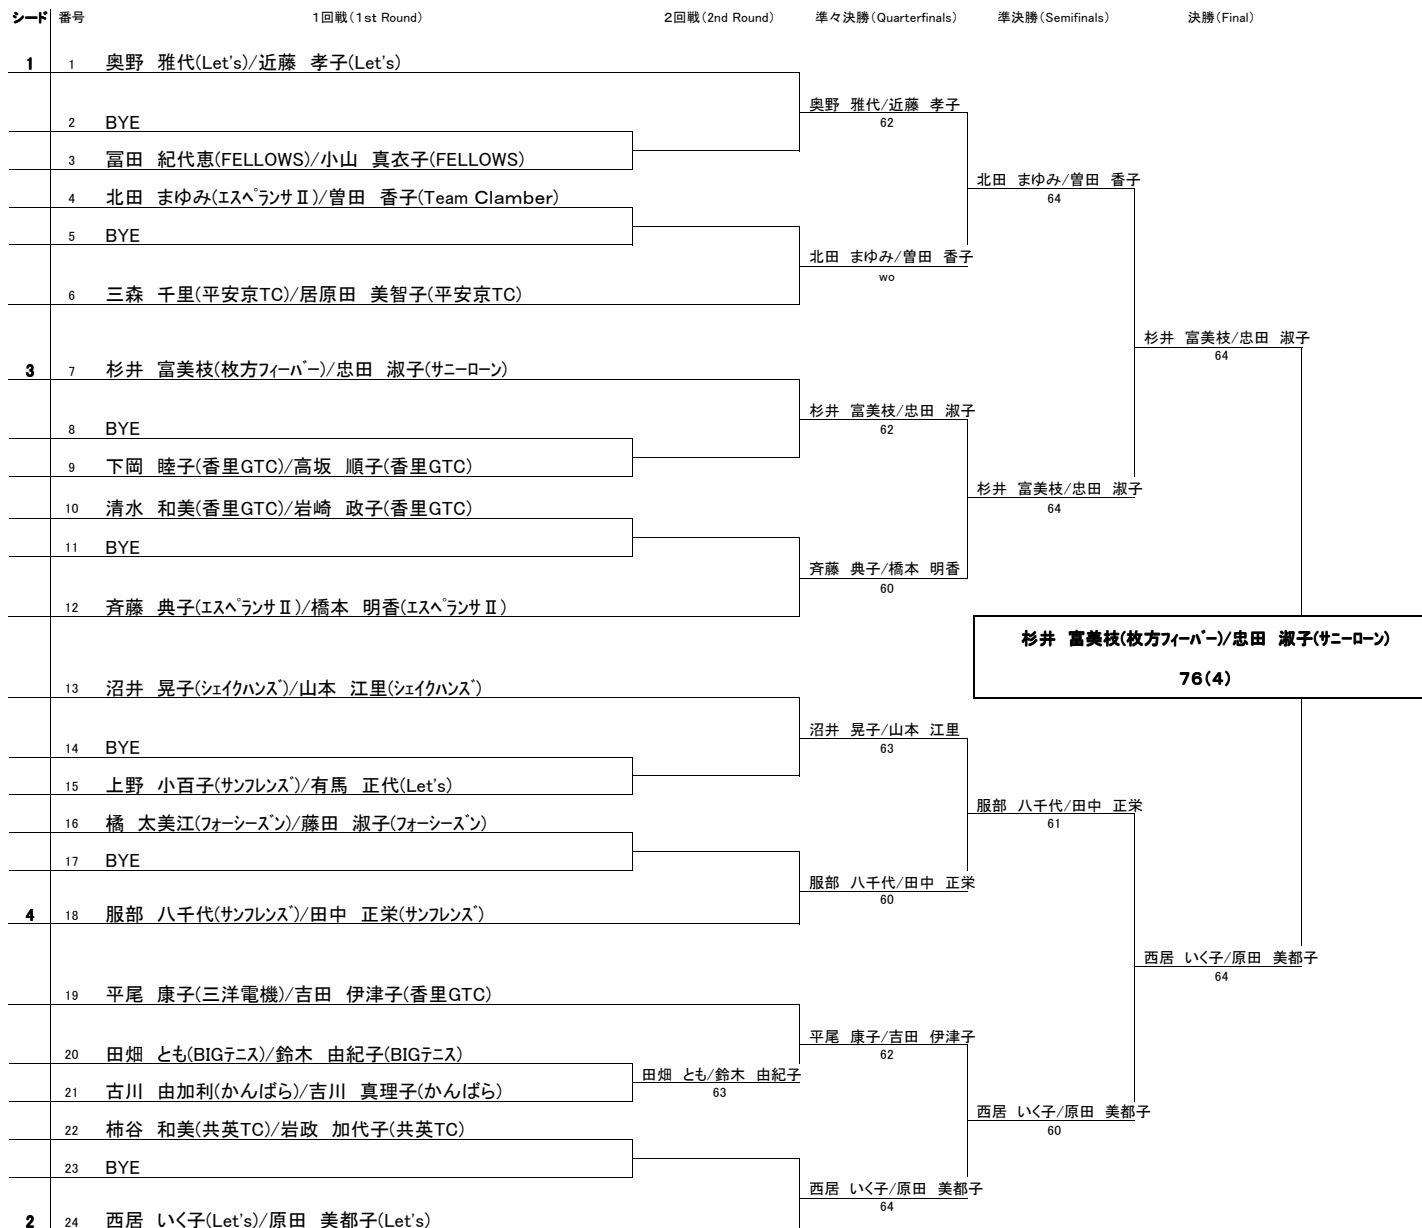 シード 番号 1回戦(1st Round) 2回戦(2nd Round) 準々決勝(Quarterfinals) 準決勝(Semifinals) 決勝(Final)
1 1 奥野 雅代(Let's)/近藤 孝子(Let's)
奥野 雅代/近藤 孝子
62
2 BYE
3 冨田 紀代恵(FELLOWS)/小山 真衣子(FELLOWS)
北田 まゆみ/曽田 香子
64
4 北田 まゆみ(エスペランサⅡ)/曽田 香子(Team Clamber)
5 BYE
北田 まゆみ/曽田 香子
wo
6 三森 千里(平安京TC)/居原田 美智子(平安京TC)
杉井 富美枝/忠田 淑子
64
3 7 杉井 富美枝(枚方フィーバー)/忠田 淑子(サニーローン)
杉井 富美枝/忠田 淑子
62
8 BYE
9 下岡 睦子(香里GTC)/高坂 順子(香里GTC)
杉井 富美枝/忠田 淑子
64
10 清水 和美(香里GTC)/岩崎 政子(香里GTC)
11 BYE
斉藤 典子/橋本 明香
60
12 斉藤 典子(エスペランサⅡ)/橋本 明香(エスペランサⅡ)
杉井 富美枝(枚方フィーバー)/忠田 淑子(サニーローン)
76(4)
13 沼井 晃子(シェイクハンズ)/山本 江里(シェイクハンズ)
沼井 晃子/山本 江里
63
14 BYE
15 上野 小百子(サンフレンズ)/有馬 正代(Let's)
服部 八千代/田中 正栄
61
16 橘 太美江(フォーシーズン)/藤田 淑子(フォーシーズン)
17 BYE
服部 八千代/田中 正栄
60
4 18 服部 八千代(サンフレンズ)/田中 正栄(サンフレンズ)
西居 いく子/原田 美都子
64
19 平尾 康子(三洋電機)/吉田 伊津子(香里GTC)
平尾 康子/吉田 伊津子
62
20 田畑 とも(BIGテニス)/鈴木 由紀子(BIGテニス)
田畑 とも/鈴木 由紀子
63
21 古川 由加利(かんぱら)/吉川 真理子(かんぱら)
西居 いく子/原田 美都子
60
22 柿谷 和美(共英TC)/岩政 加代子(共英TC)
23 BYE
西居 いく子/原田 美都子
64
2 24 西居 いく子(Let's)/原田 美都子(Let's)